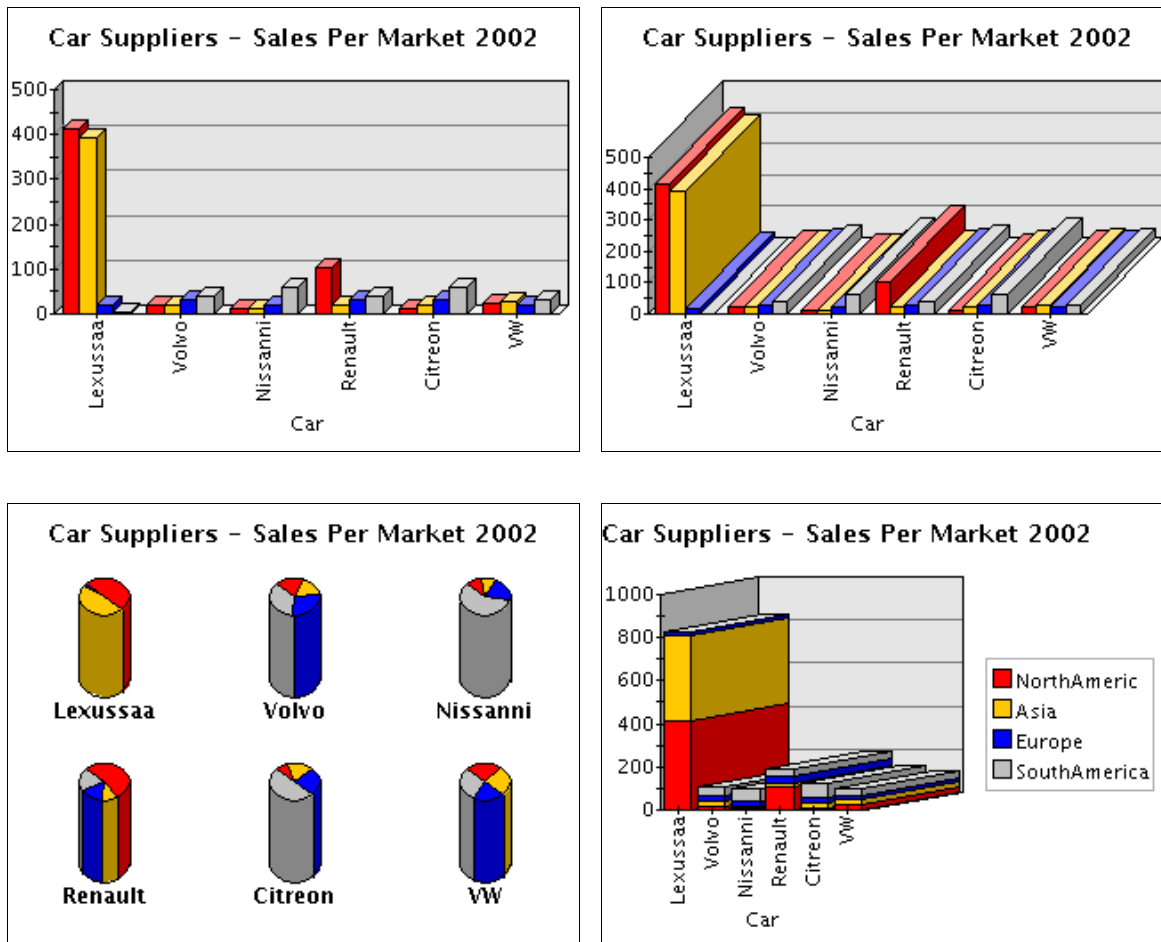 Car Suppliers - Sales Per Market 2002
500
400
300
200
100
0
Lexussaa
Volvo
Nissanni
Renault
Citreon
VW
Car
Car Suppliers - Sales Per Market 2002
500
400
300
200
100
0
Lexussaa
Volvo
Nissanni
Renault
Citreon
VW
Car
Car Suppliers - Sales Per Market 2002
Lexussaa
Volvo
Nissanni
Renault
Citreon
VW
Car Suppliers - Sales Per Market 2002
1000
800
600
400
200
0
Lexussaa
Volvo
Nissanni
Renault
Citreon
VW
Car
NorthAmeric
Asia
Europe
SouthAmerica